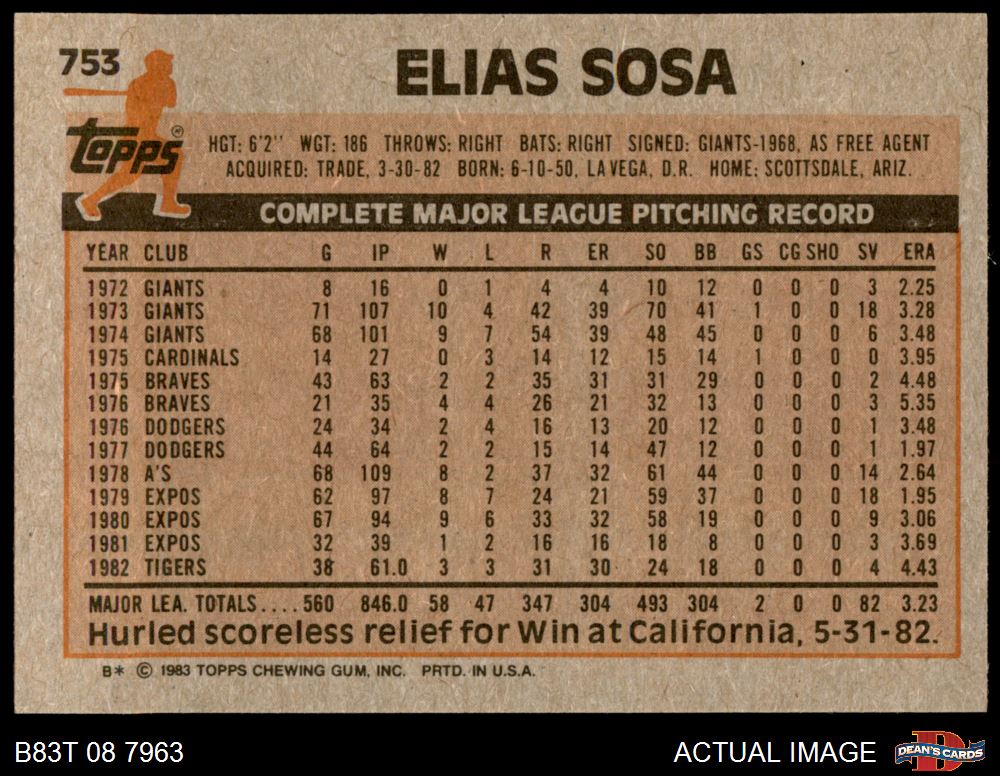 753
ELIAS SOSA
Topps®
HGT: 6'2" WGT: 186 THROWS: RIGHT BATS: RIGHT SIGNED: GIANTS-1968, AS FREE AGENT
ACQUIRED: TRADE, 3-30-82 BORN: 6-10-50, LA VEGA, D.R. HOME: SCOTTSDALE, ARIZ.
COMPLETE MAJOR LEAGUE PITCHING RECORD
YEAR CLUB G IP W L R ER SO BB GS CG SHO SV ERA
1972 GIANTS 8 16 0 1 4 4 10 12 0 0 0 3 2.25
1973 GIANTS 71 107 10 4 42 39 70 41 1 0 0 18 3.28
1974 GIANTS 68 101 9 7 54 39 48 45 0 0 0 6 3.48
1975 CARDINALS 14 27 0 3 14 12 15 14 1 0 0 0 3.95
1975 BRAVES 43 63 2 2 35 31 31 29 0 0 0 2 4.48
1976 BRAVES 21 35 4 4 26 21 32 13 0 0 0 3 5.35
1976 DODGERS 24 34 2 4 16 13 20 12 0 0 0 1 3.48
1977 DODGERS 44 64 2 2 15 14 47 12 0 0 0 1 1.97
1978 A'S 68 109 8 2 37 32 61 44 0 0 0 14 2.64
1979 EXPOS 62 97 8 7 24 21 59 37 0 0 0 18 1.95
1980 EXPOS 67 94 9 6 33 32 58 19 0 0 0 9 3.06
1981 EXPOS 32 39 1 2 16 16 18 8 0 0 0 3 3.69
1982 TIGERS 38 61.0 3 3 31 30 24 18 0 0 0 4 4.43
MAJOR LEA. TOTALS.... 560 846.0 58 47 347 304 493 304 2 0 0 82 3.23
Hurled scoreless relief for Win at California, 5-31-82.
B* © 1983 TOPPS CHEWING GUM, INC. PRTD. IN U.S.A.
B83T 08 7963
ACTUAL IMAGE
D
DEAN'S CARDS